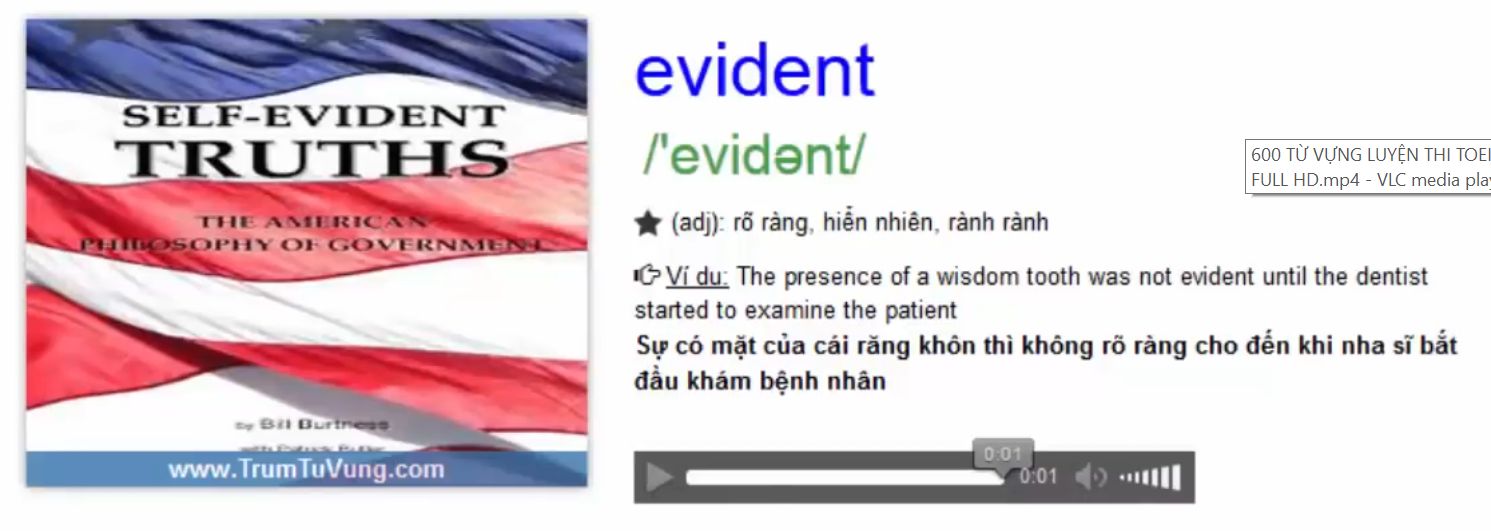 SELF-EVIDENT
TRUTHS
THE AMERICAN
PHILOSOPHY OF GOVERNMENT
by Bill Burtness
www.TrumTuVung.com
evident
/'evidənt/
★ (adj): rõ ràng, hiển nhiên, rành rành
Ví dụ: The presence of a wisdom tooth was not evident until the dentist
started to examine the patient
Sự có mặt của cái răng khôn thì không rõ ràng cho đến khi nha sĩ bắt
đầu khám bệnh nhân
0:01
0:01
600 TỪ VỰNG LUYỆN THI TOEI
FULL HD.mp4 - VLC media play